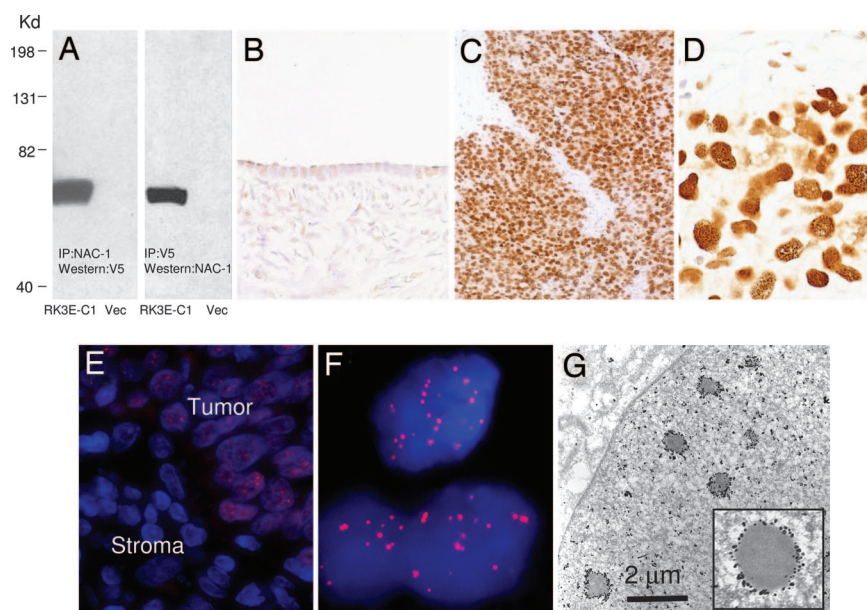 Kd
198
131
82
40
A
IP:NAC-1
Western:V5
IP:V5
Western:NAC-1
RK3E-C1 Vec RK3E-C1 Vec
B
C
D
E
Tumor
Stroma
F
G
2 μm